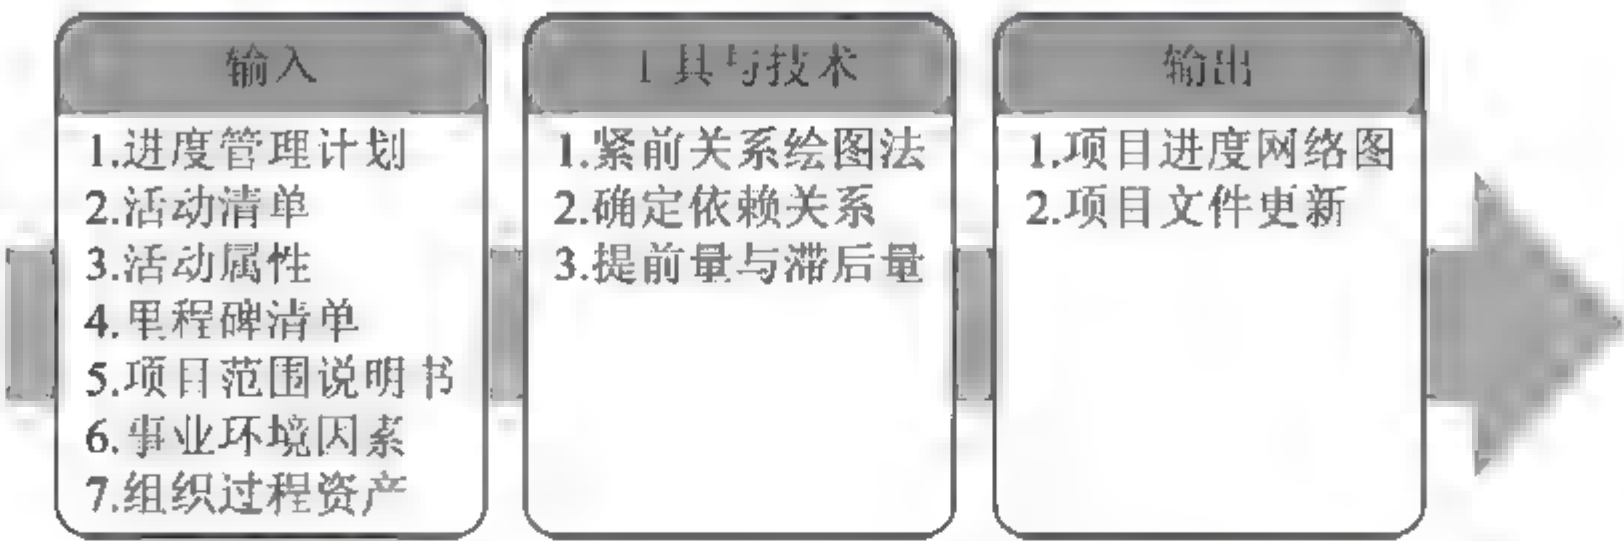 输入
1.进度管理计划
2.活动清单
3.活动属性
4.里程碑清单
5.项目范围说明书
6.事业环境因素
7.组织过程资产
工具与技术
1.紧前关系绘图法
2.确定依赖关系
3.提前量与滞后量
输出
1.项目进度网络图
2.项目文件更新